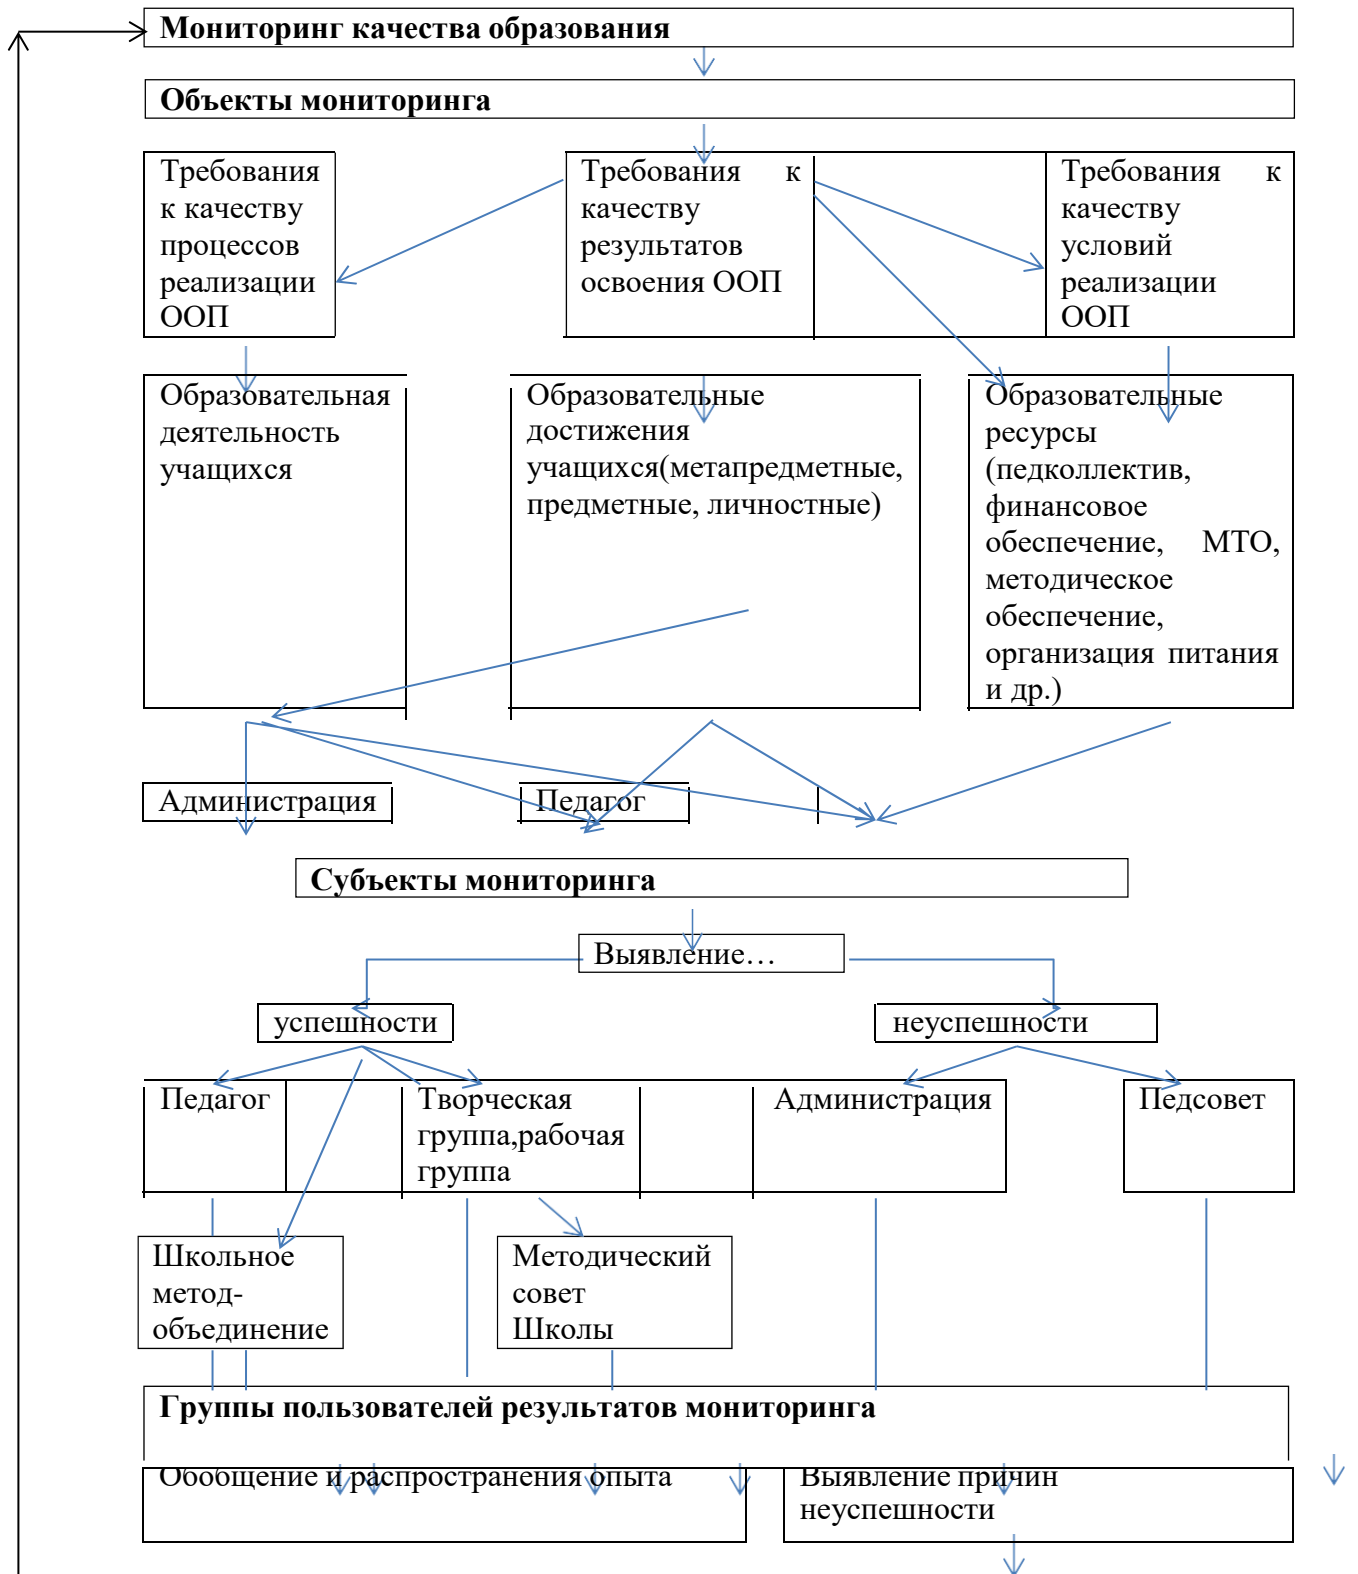 Мониторинг качества образования
Объекты мониторинга
Требования
к качеству
процессов
реализации
ООП
Требования к
качеству
результатов
освоения ООП
Требования к
качеству
условий
реализации
ООП
Образовательная
деятельность
учащихся
Образовательные
достижения
учащихся(метапредметные,
предметные, личностные)
Образовательные
ресурсы
(педколлектив,
финансовое
обеспечение, МТО,
методическое
обеспечение,
организация питания
и др.)
Администрация
Педагог
Субъекты мониторинга
Выявление…
успешности
неуспешности
Педагог
Творческая
группа,рабочая
группа
Администрация
Педсовет
Школьное
метод-
объединение
Методический
совет
Школы
Группы пользователей результатов мониторинга
Обобщение и распространения опыта
Выявление причин
неуспешности